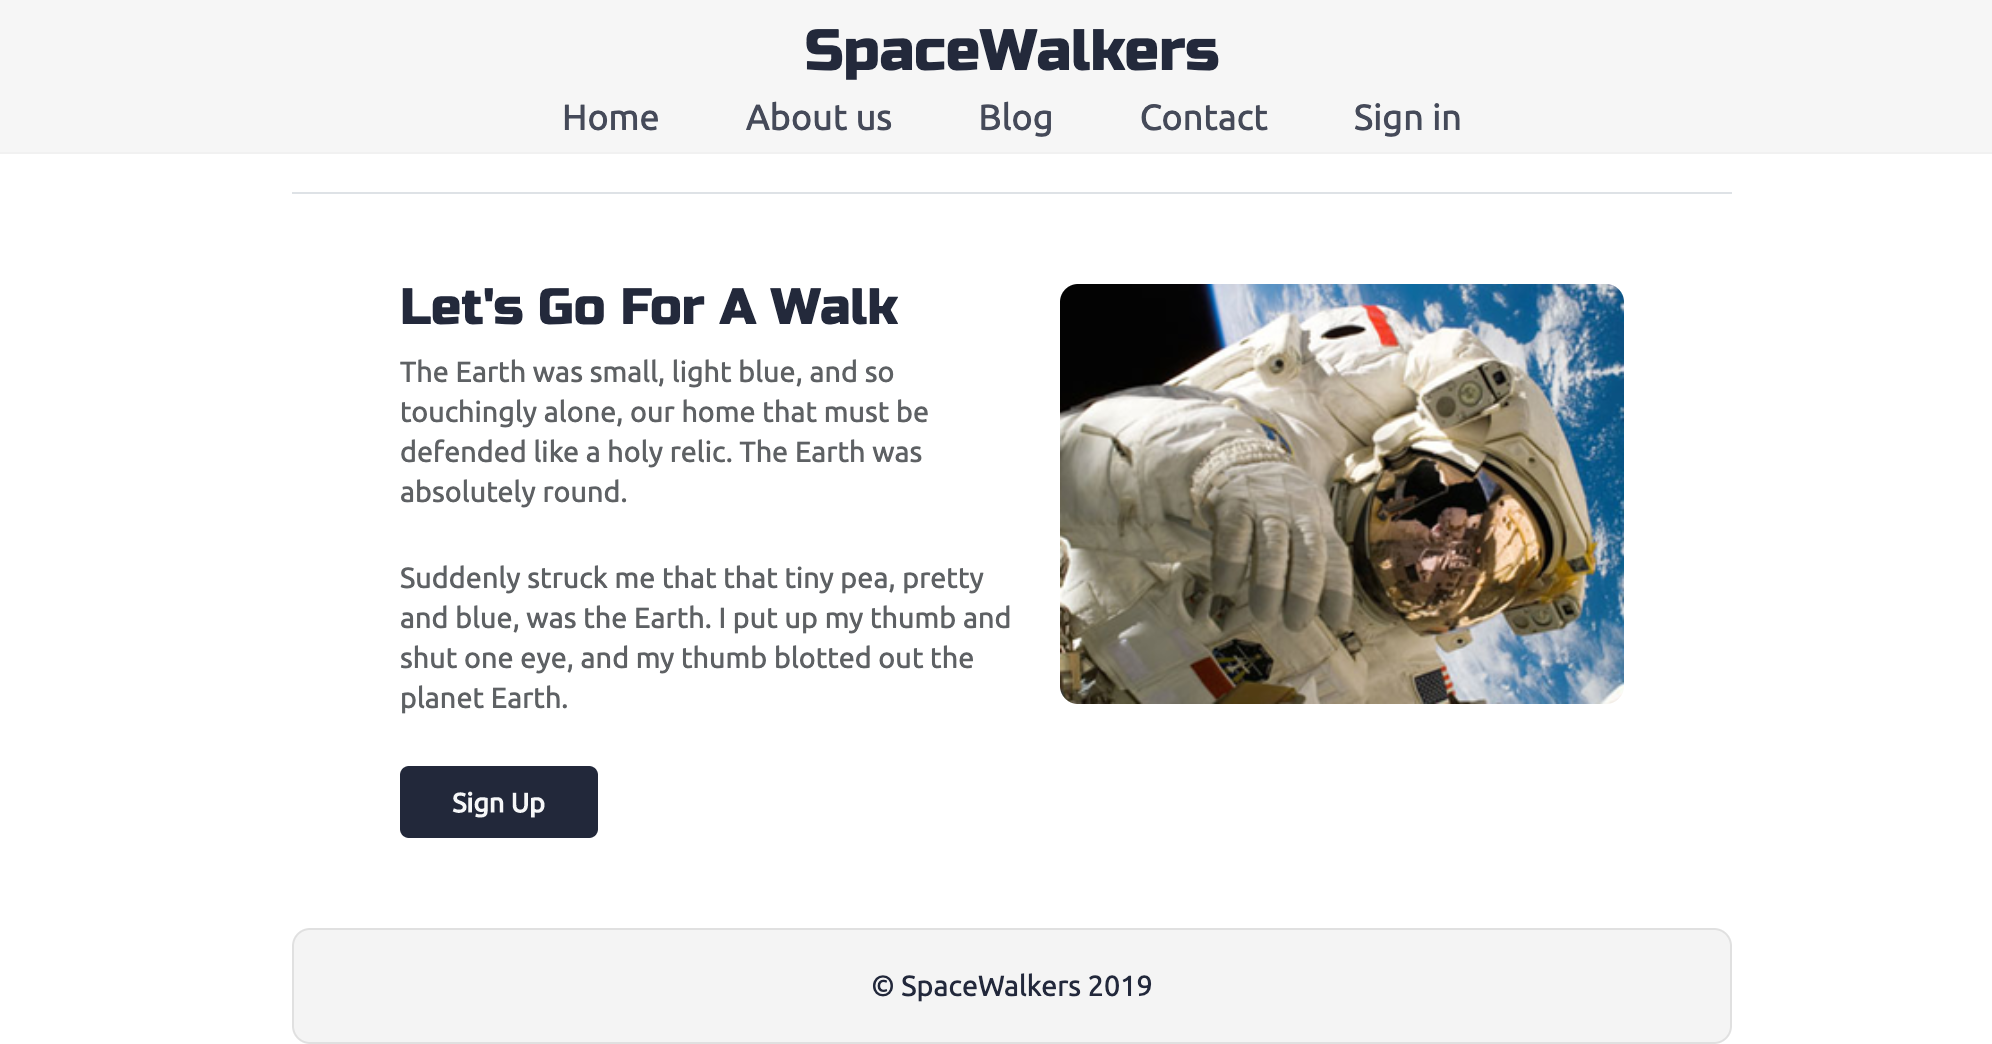 SpaceWalkers
Home About us Blog Contact Sign in
Let's Go For A Walk
The Earth was small, light blue, and so
touchingly alone, our home that must be
defended like a holy relic. The Earth was
absolutely round.
Suddenly struck me that that tiny pea, pretty
and blue, was the Earth. I put up my thumb and
shut one eye, and my thumb blotted out the
planet Earth.
Sign Up
© SpaceWalkers 2019